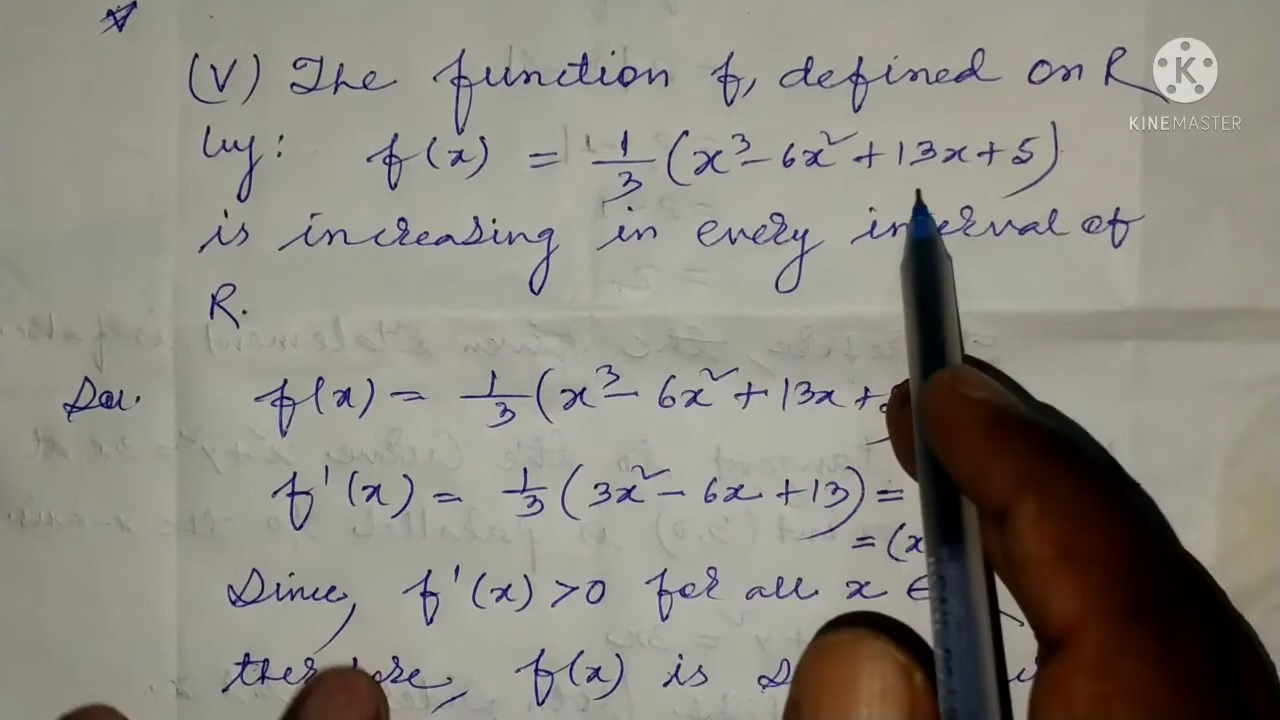 (V) The function f, defined on R
by: f(x) = 1/3 (x³ - 6x² + 13x + 5)
is increasing in every interval of
R.
Sol. f(x) = 1/3 (x³ - 6x² + 13x +
f'(x) = 1/3 (3x² - 6x + 13) =
= (x
Since, f'(x) > 0 for all x ∈
f(x) is
KINEMASTER